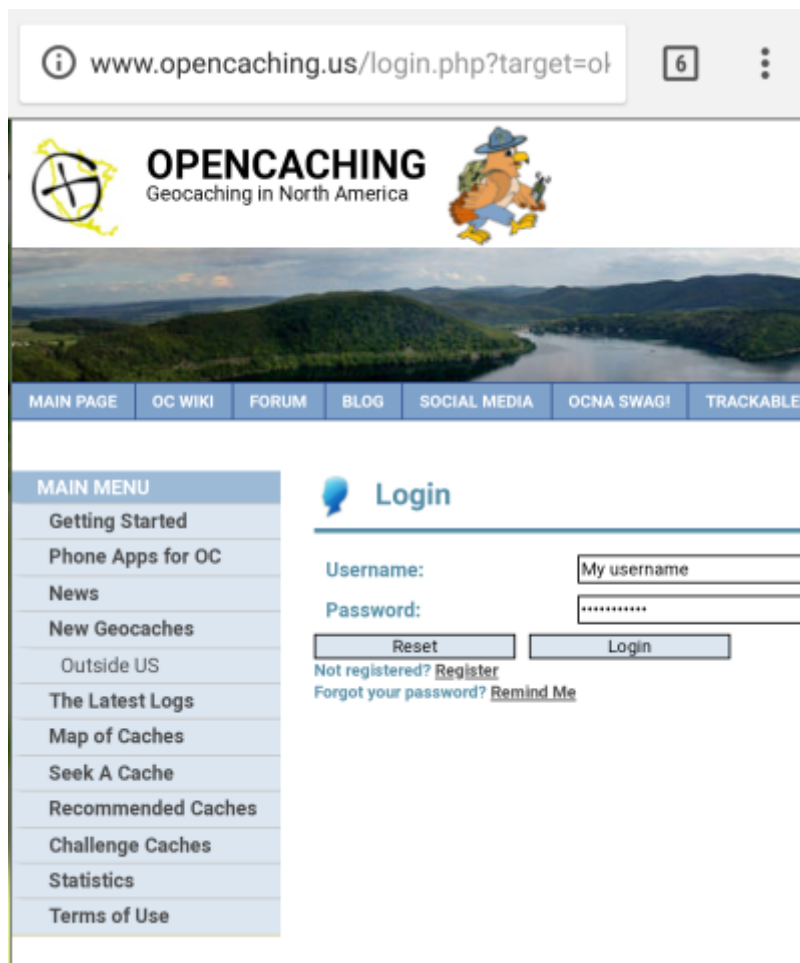 www.opencaching.us/login.php?target=ok
6
OPENCACHING
Geocaching in North America
MAIN PAGE OC WIKI FORUM BLOG SOCIAL MEDIA OCNA SWAG! TRACKABLE
MAIN MENU
Getting Started
Phone Apps for OC
News
New Geocaches
Outside US
The Latest Logs
Map of Caches
Seek A Cache
Recommended Caches
Challenge Caches
Statistics
Terms of Use
Login
Username: My username
Password: •••••••••••
Reset Login
Not registered? Register
Forgot your password? Remind Me